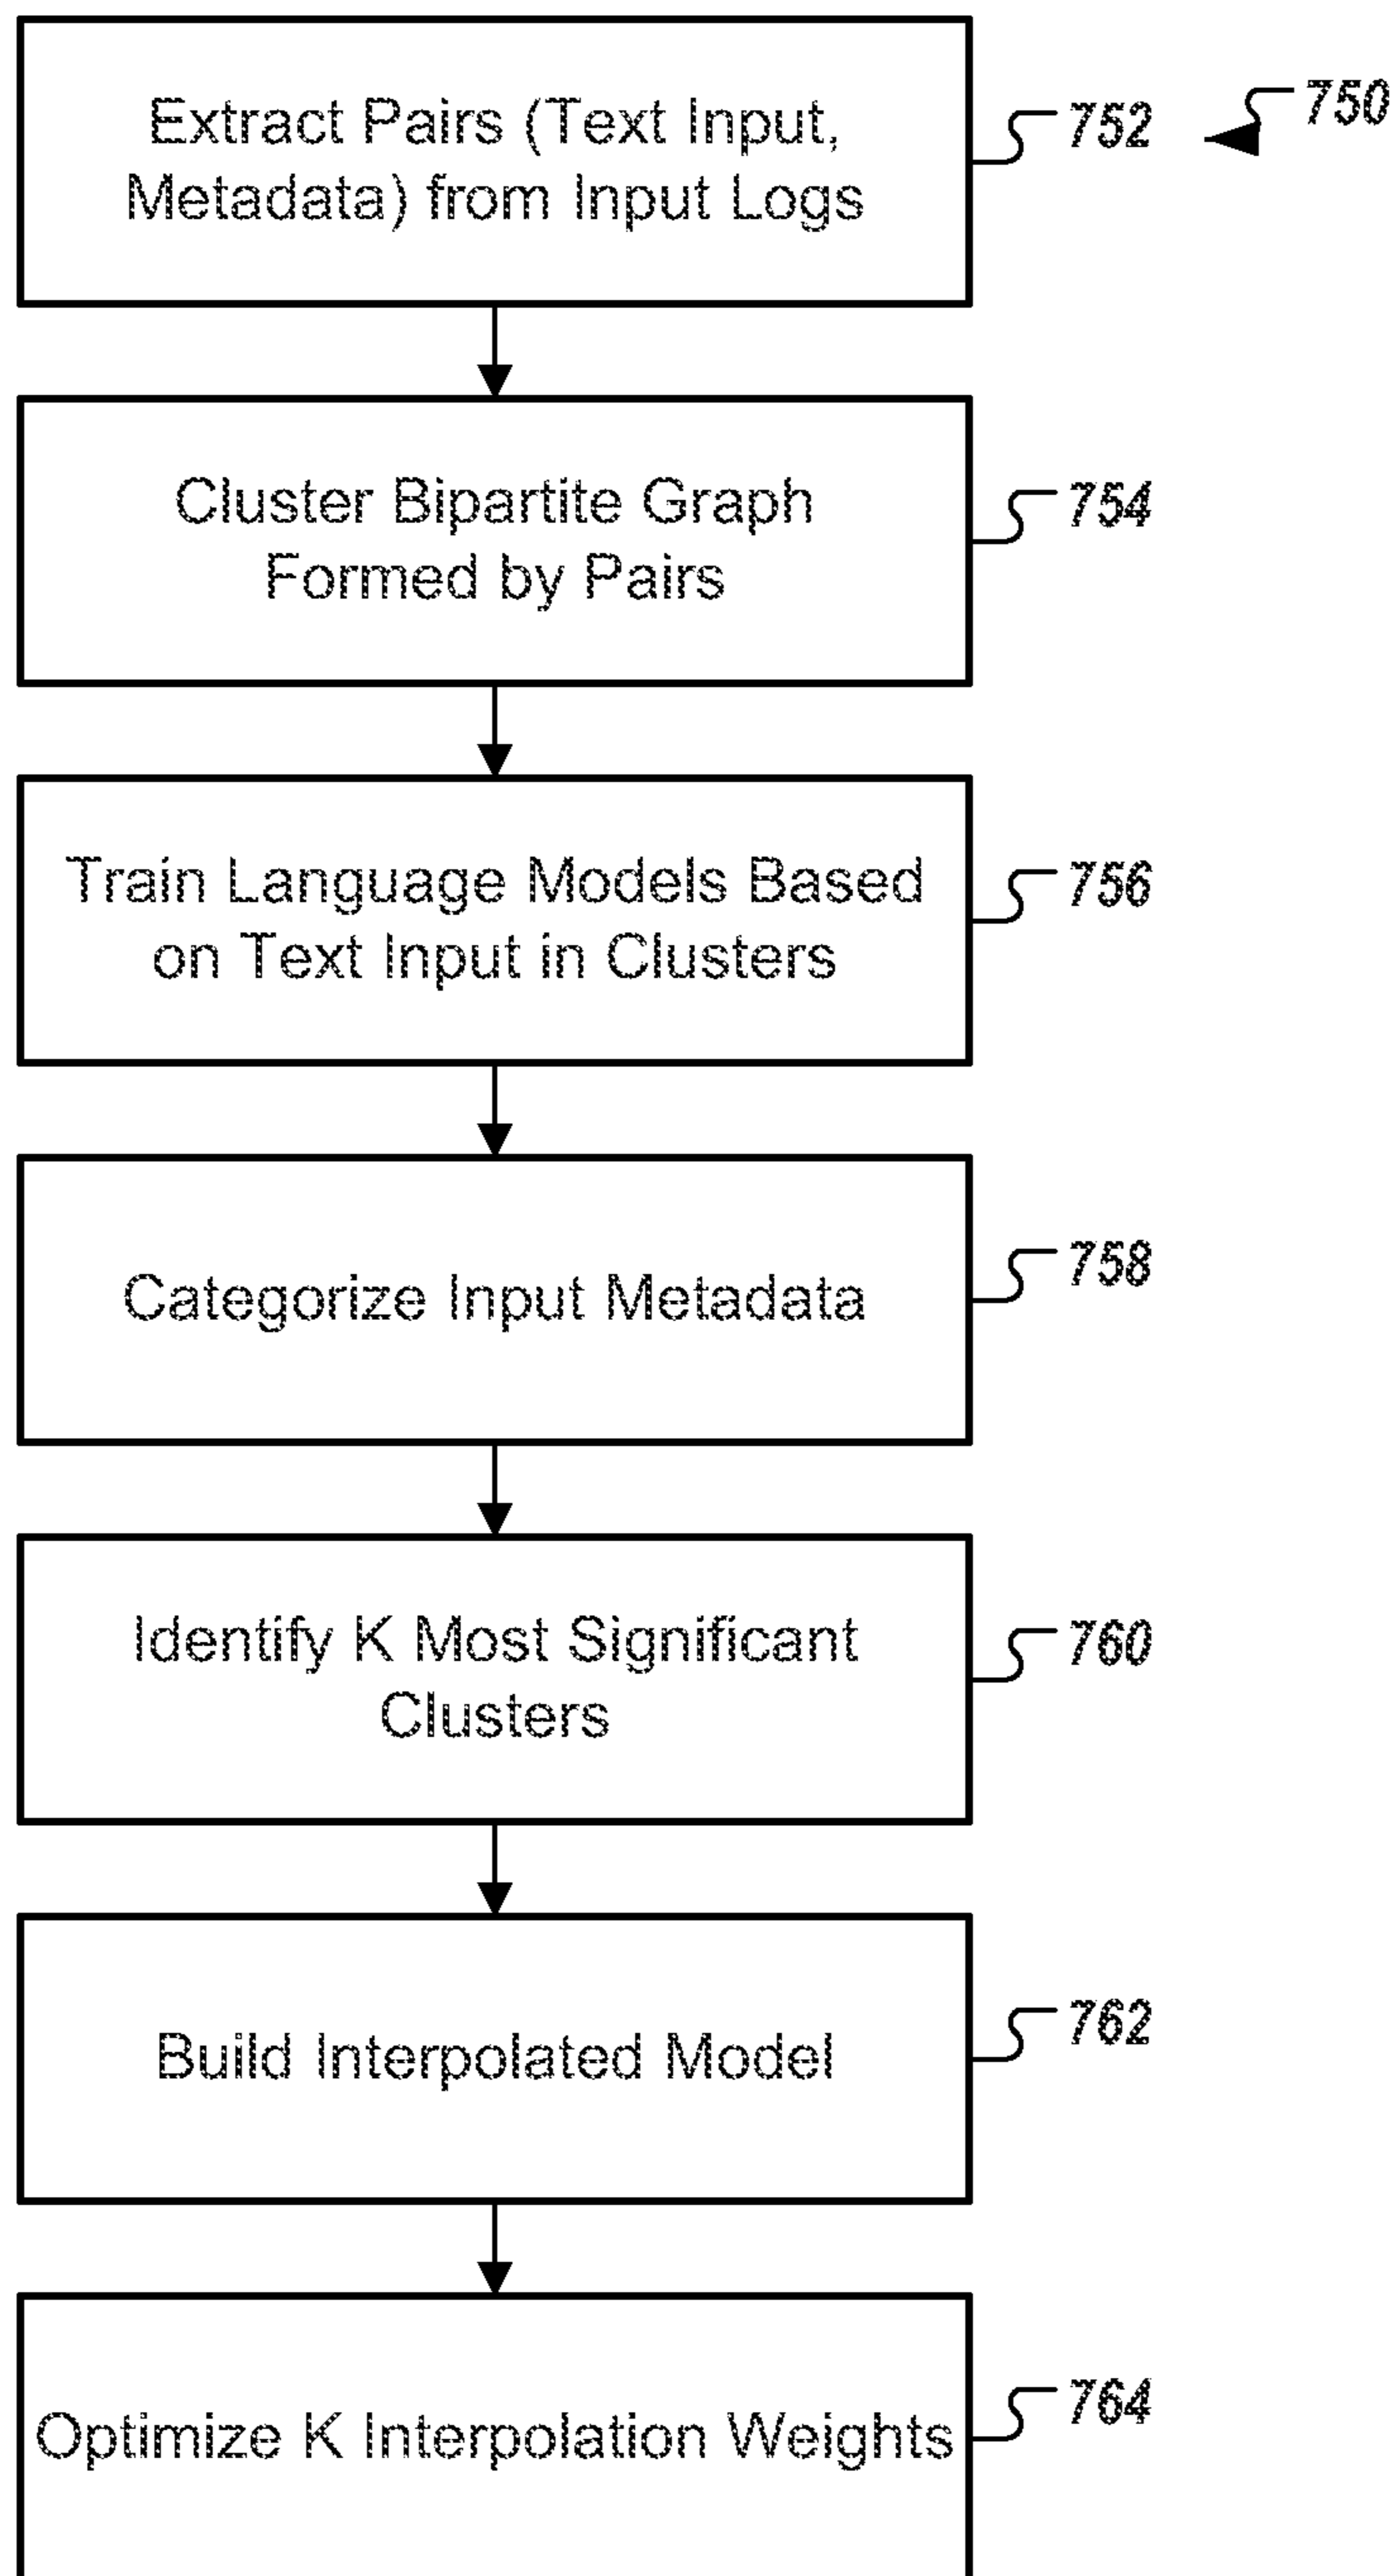 Extract Pairs (Text Input,
Metadata) from Input Logs
752
750
Cluster Bipartite Graph
Formed by Pairs
754
Train Language Models Based
on Text Input in Clusters
756
Categorize Input Metadata
758
Identify K Most Significant
Clusters
760
Build Interpolated Model
762
Optimize K Interpolation Weights
764